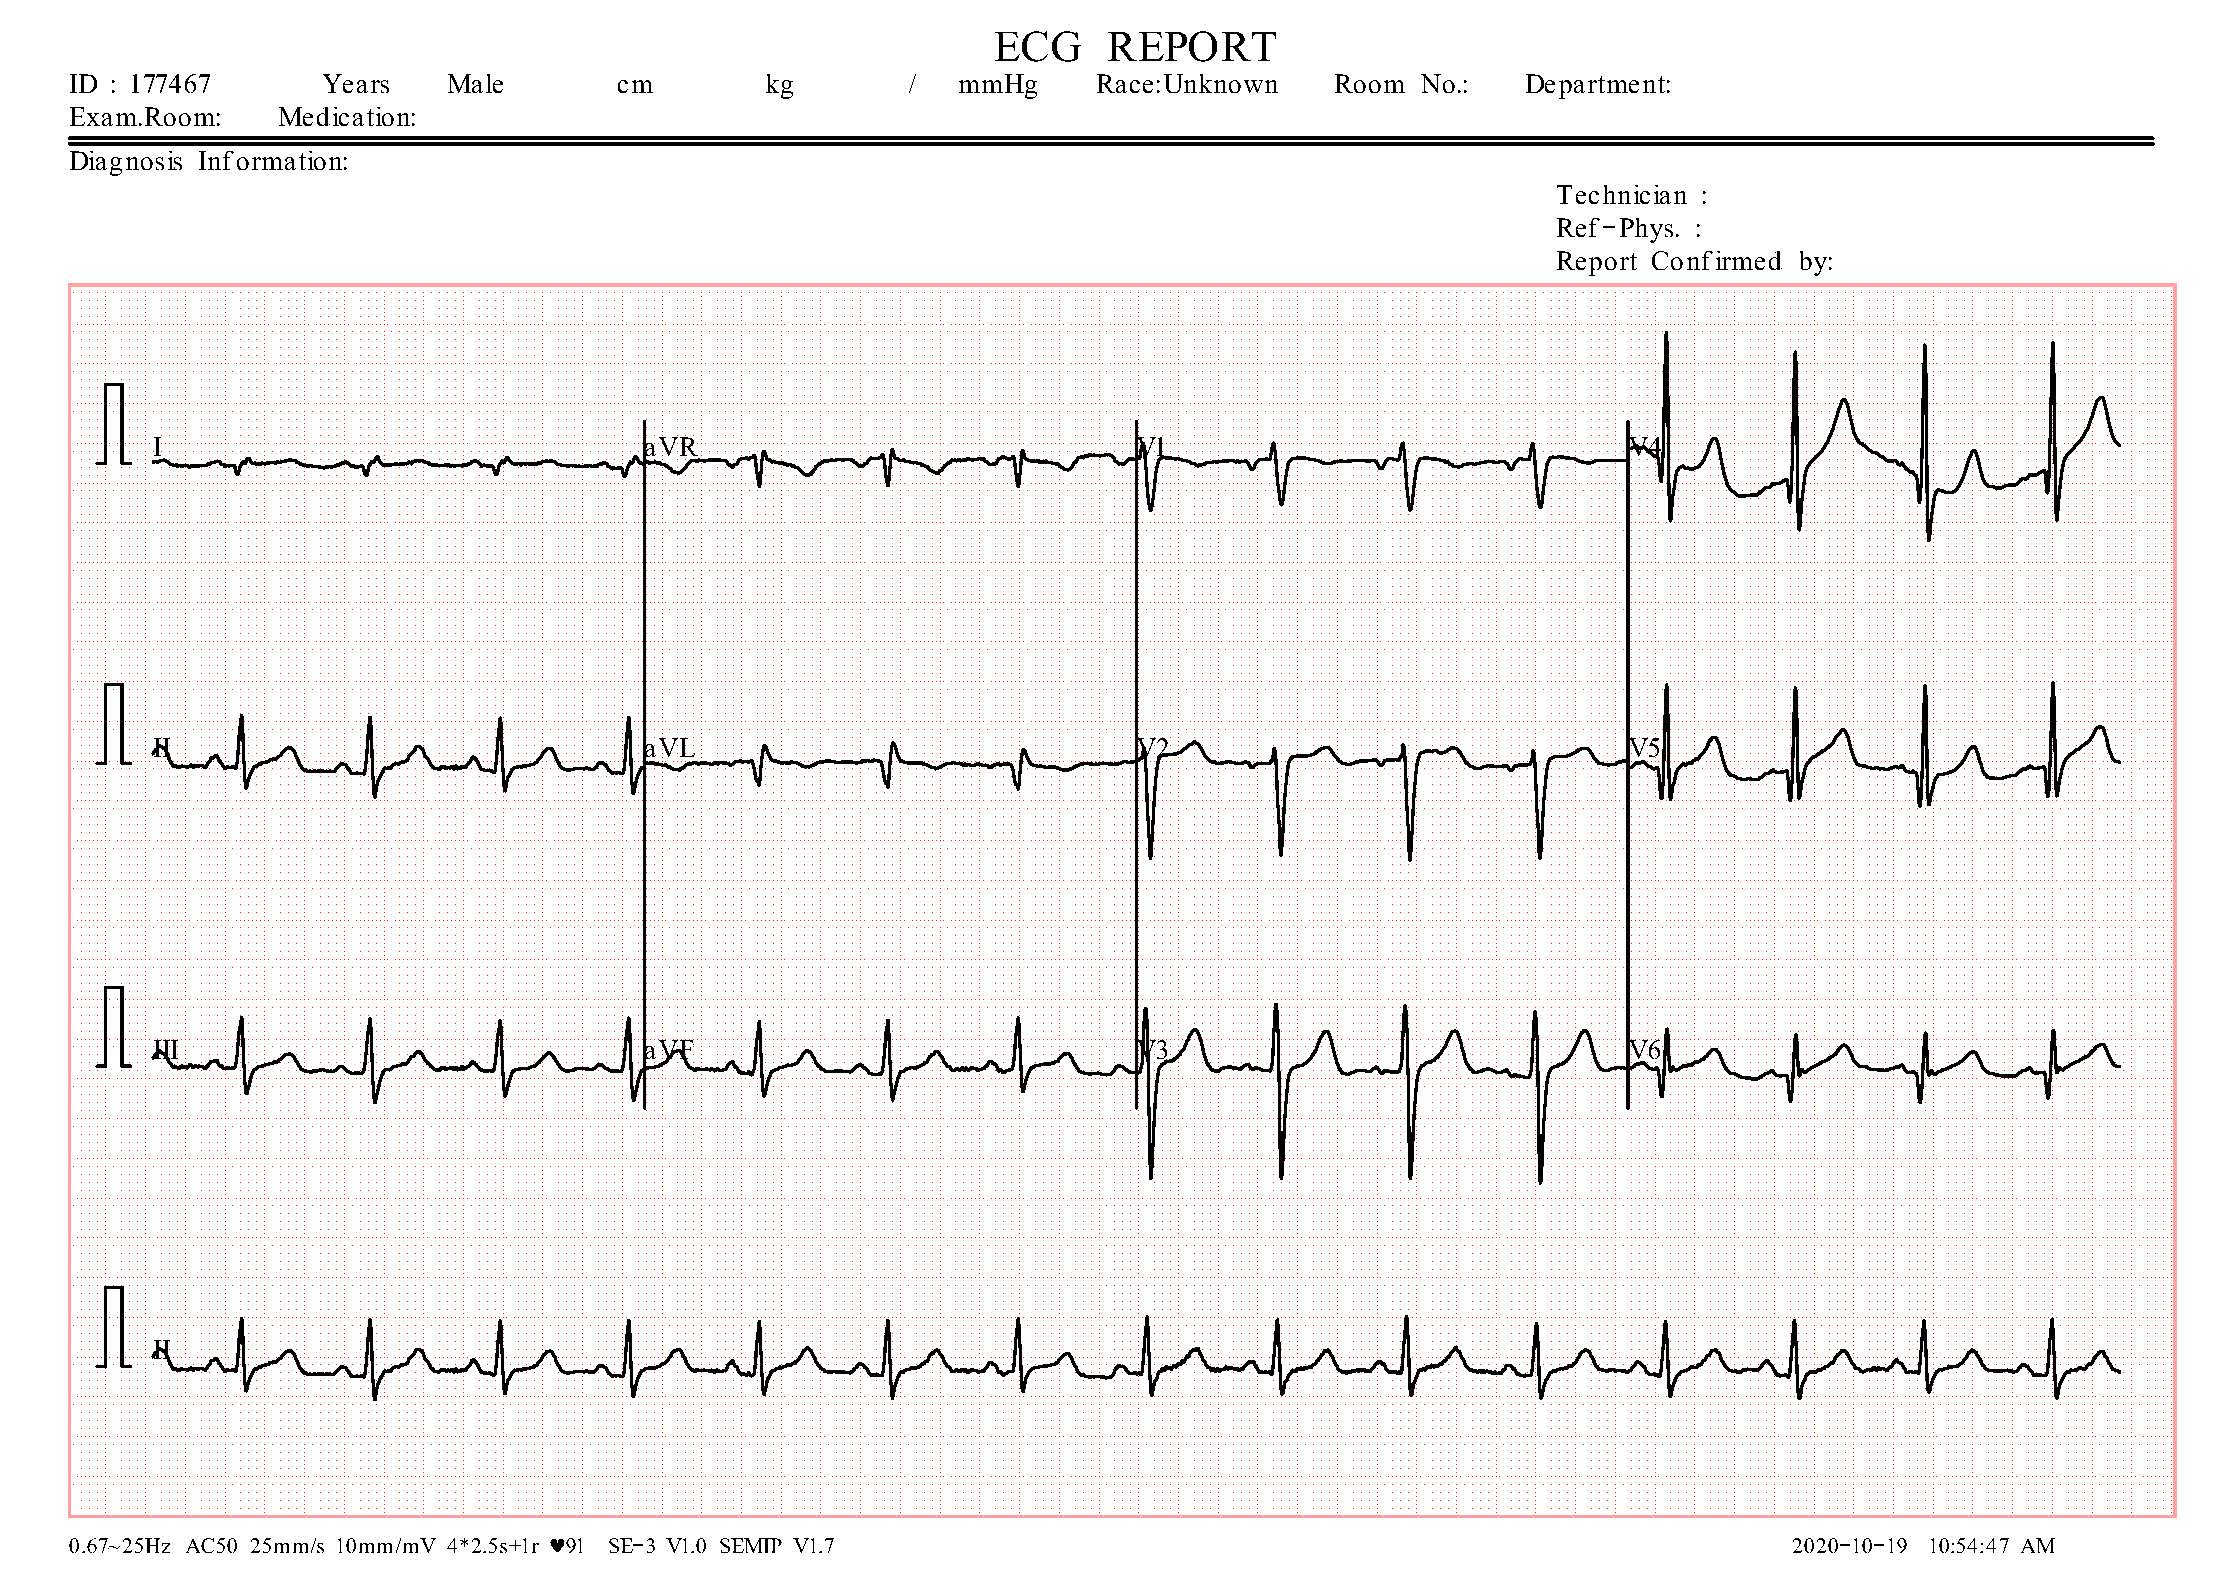 ECG REPORT
ID : 177467 Years Male cm kg / mmHg Race:Unknown Room No.: Department:
Exam.Room: Medication:
Diagnosis Information:
Technician :
Ref-Phys. :
Report Confirmed by:
I aVR V1 V4
II aVL V2 V5
III aVF V3 V6
II
0.67~25Hz AC50 25mm/s 10mm/mV 4*2.5s+1r ♥91 SE-3 V1.0 SEMIP V1.7 2020-10-19 10:54:47 AM